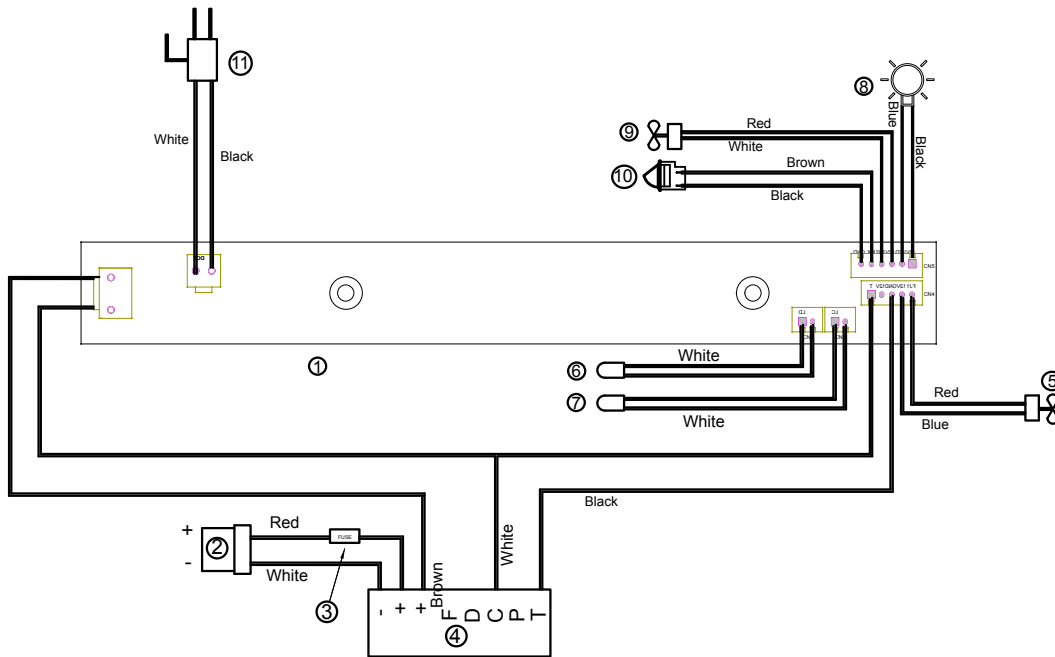 11
8
Blue
Black
White
Black
9
Red
White
10
Brown
Black
CN5
CN4
1
6
White
7
White
5
Red
Blue
Black
+
-
2
Red
FUSE
White
3
White
Brown
- + + F D C P T
4